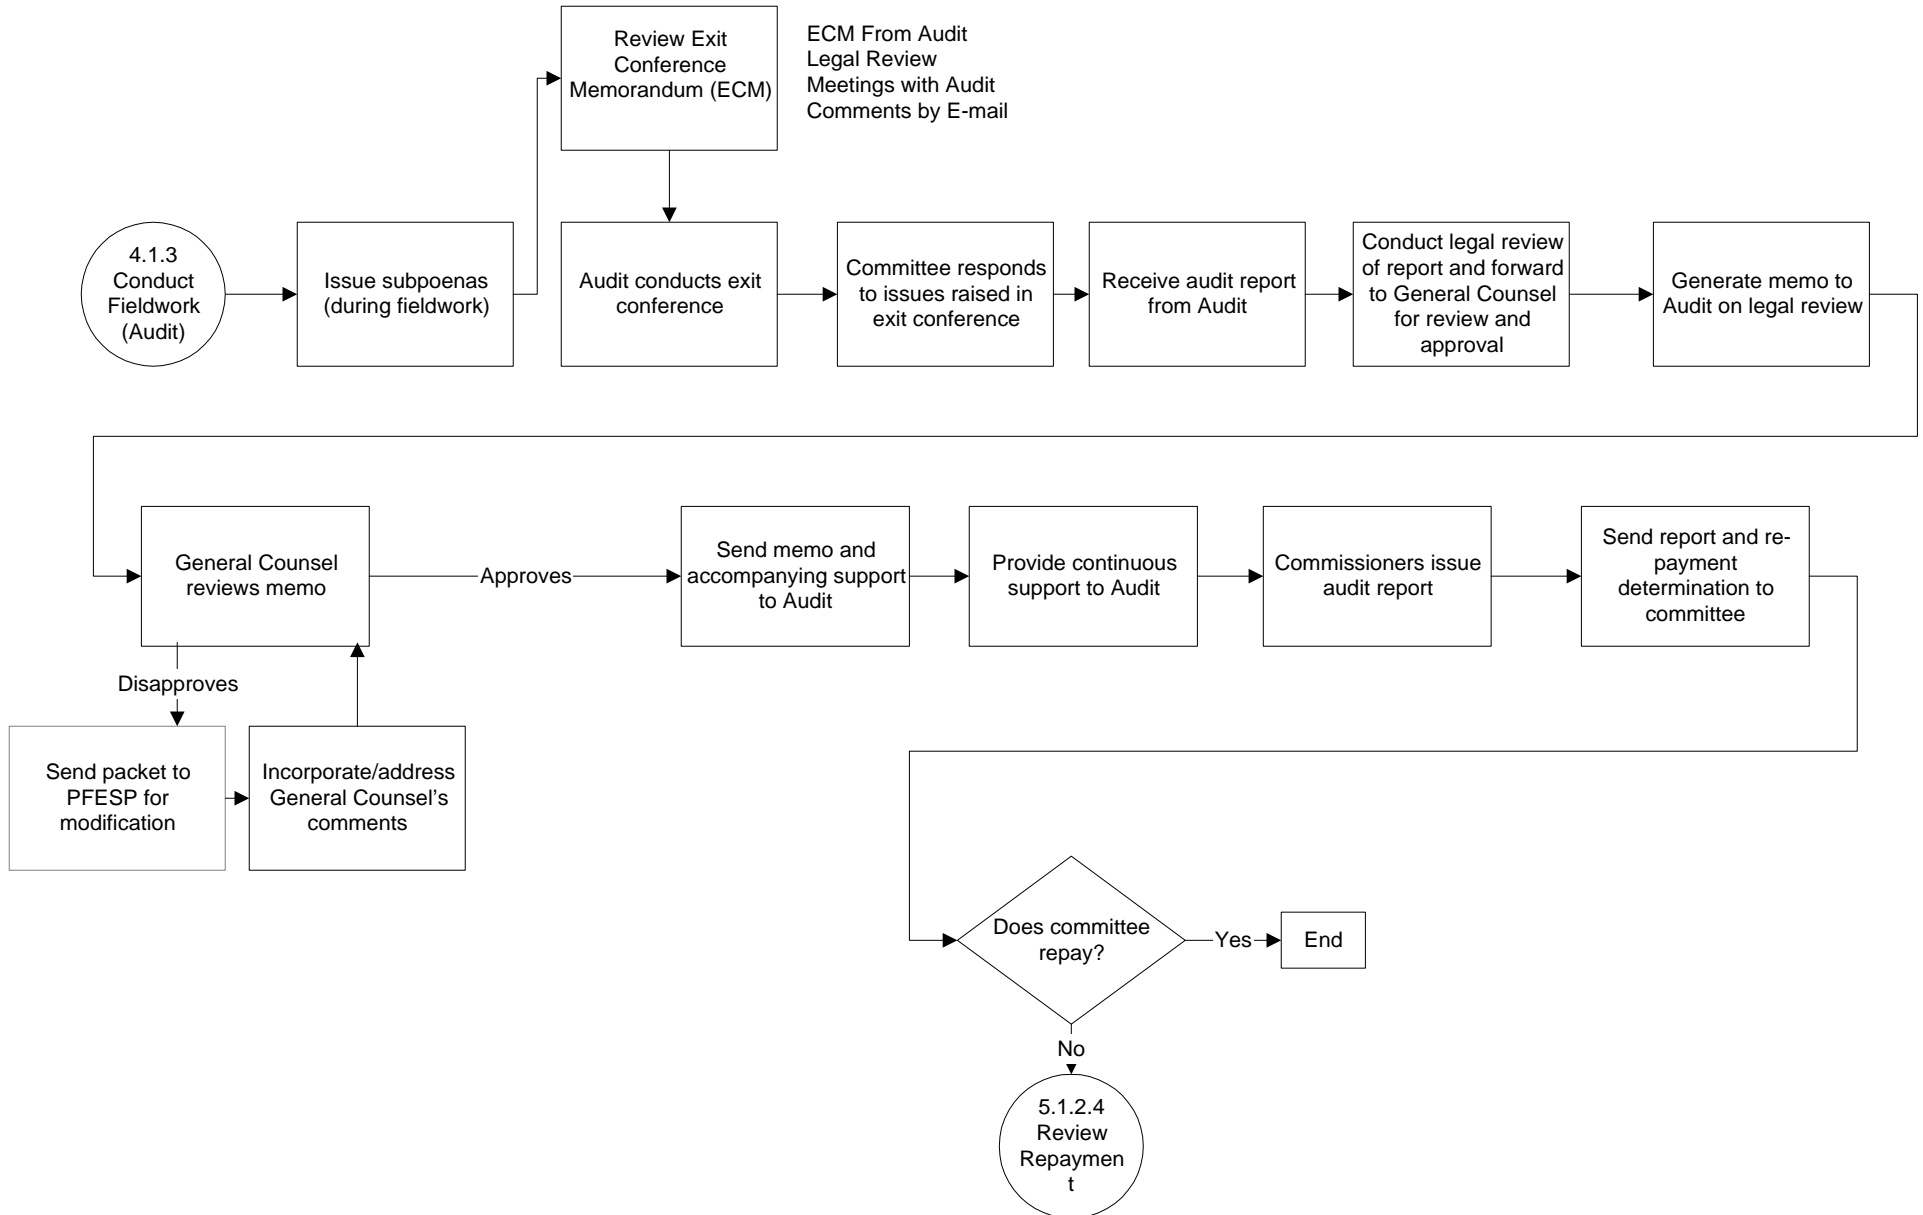 Review Exit
Conference
Memorandum (ECM)
ECM From Audit
Legal Review
Meetings with Audit
Comments by E-mail
4.1.3
Conduct
Fieldwork
(Audit)
Issue subpoenas
(during fieldwork)
Audit conducts exit
conference
Committee responds
to issues raised in
exit conference
Receive audit report
from Audit
Conduct legal review
of report and forward
to General Counsel
for review and
approval
Generate memo to
Audit on legal review
General Counsel
reviews memo
Approves
Send memo and
accompanying support
to Audit
Provide continuous
support to Audit
Commissioners issue
audit report
Send report and re-
payment
determination to
committee
Disapproves
Send packet to
PFESP for
modification
Incorporate/address
General Counsel's
comments
Does committee
repay?
Yes
End
No
5.1.2.4
Review
Repaymen
t